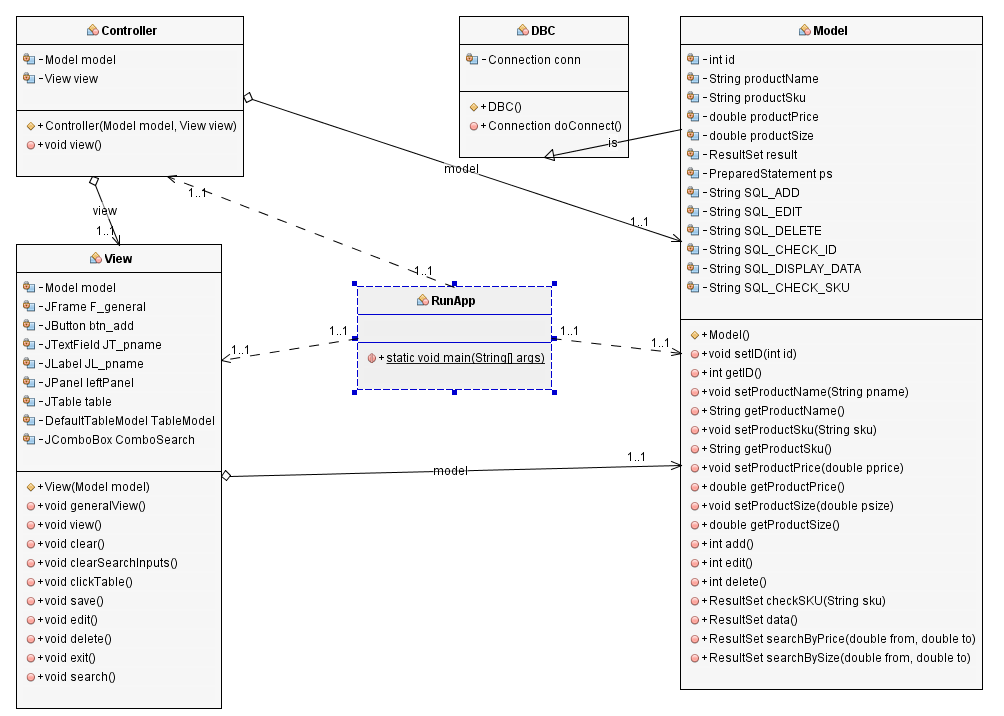 Controller
- Model model
- View view
+ Controller(Model model, View view)
+ void view()
DBC
- Connection conn
+ DBC()
+ Connection doConnect()
Model
- int id
- String productName
- String productSku
- double productPrice
- double productSize
- ResultSet result
- PreparedStatement ps
- String SQL_ADD
- String SQL_EDIT
- String SQL_DELETE
- String SQL_CHECK_ID
- String SQL_DISPLAY_DATA
- String SQL_CHECK_SKU
+ Model()
+ void setID(int id)
+ int getID()
+ void setProductName(String pname)
+ String getProductName()
+ void setProductSku(String sku)
+ String getProductSku()
+ void setProductPrice(double pprice)
+ double getProductPrice()
+ void setProductSize(double psize)
+ double getProductSize()
+ int add()
+ int edit()
+ int delete()
+ ResultSet checkSKU(String sku)
+ ResultSet data()
+ ResultSet searchByPrice(double from, double to)
+ ResultSet searchBySize(double from, double to)
is
model
1..1
view
1..1
1..1
1..1
View
- Model model
- JFrame F_general
- JButton btn_add
- JTextField JT_pname
- JLabel JL_pname
- JPanel leftPanel
- JTable table
- DefaultTableModel TableModel
- JComboBox ComboSearch
+ View(Model model)
+ void generalView()
+ void view()
+ void clear()
+ void clearSearchInputs()
+ void clickTable()
+ void save()
+ void edit()
+ void delete()
+ void exit()
+ void search()
RunApp
+ static void main(String[] args)
1..1
1..1
1..1
1..1
model
1..1